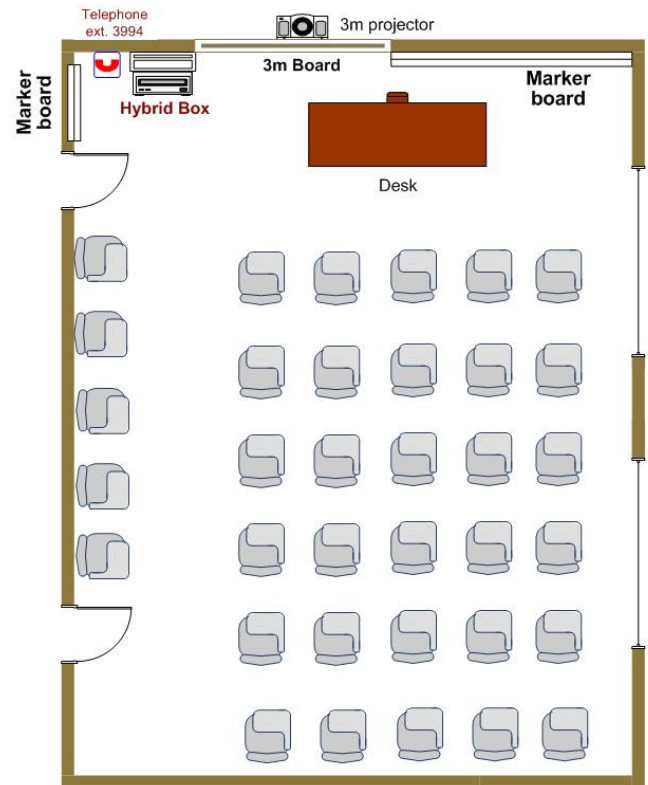 Telephone
ext. 3994
3m projector
3m Board
Marker
board
Marker
board
Hybrid Box
Desk